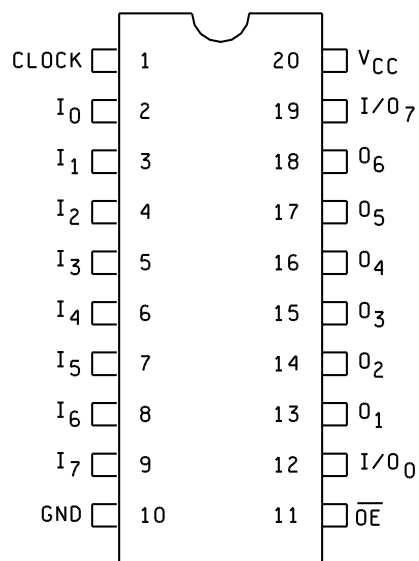 CLOCK 1 20 VCC
I0 2 19 I/O7
I1 3 18 O6
I2 4 17 O5
I3 5 16 O4
I4 6 15 O3
I5 7 14 O2
I6 8 13 O1
I7 9 12 I/O0
GND 10 11 O̅E̅